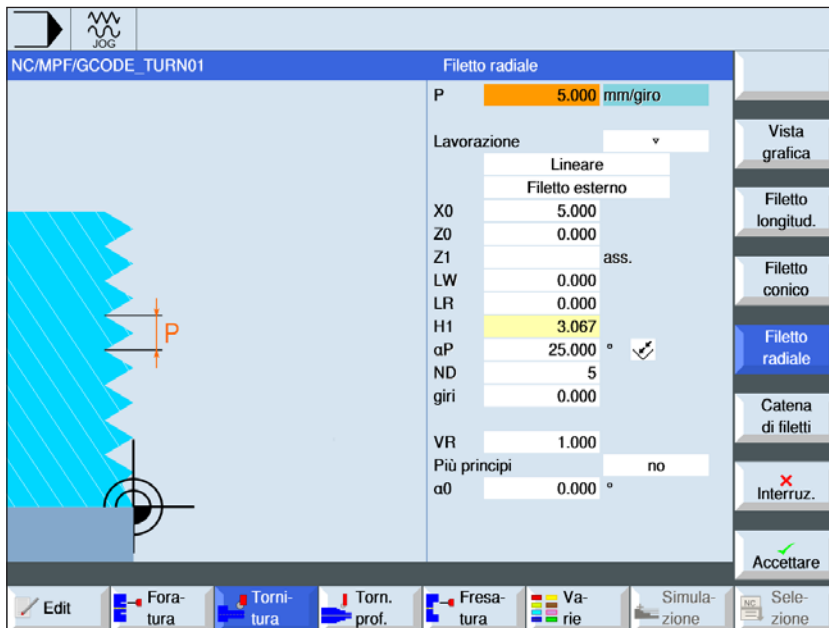 JOG
NC/MPF/GCODE_TURN01
Filetto radiale
P 5.000 mm/giro
Lavorazione ▿
Lineare
Filetto esterno
X0 5.000
Z0 0.000
Z1 ass.
LW 0.000
LR 0.000
H1 3.067
αP 25.000 °
ND 5
giri 0.000
VR 1.000
Più principi no
α0 0.000 °
P
Vista
grafica
Filetto
longitud.
Filetto
conico
Filetto
radiale
Catena
di filetti
Interruz.
Accettare
Edit
Fora-
tura
Torni-
tura
Torn.
prof.
Fresa-
tura
Va-
rie
Simula-
zione
NC
Sele-
zione